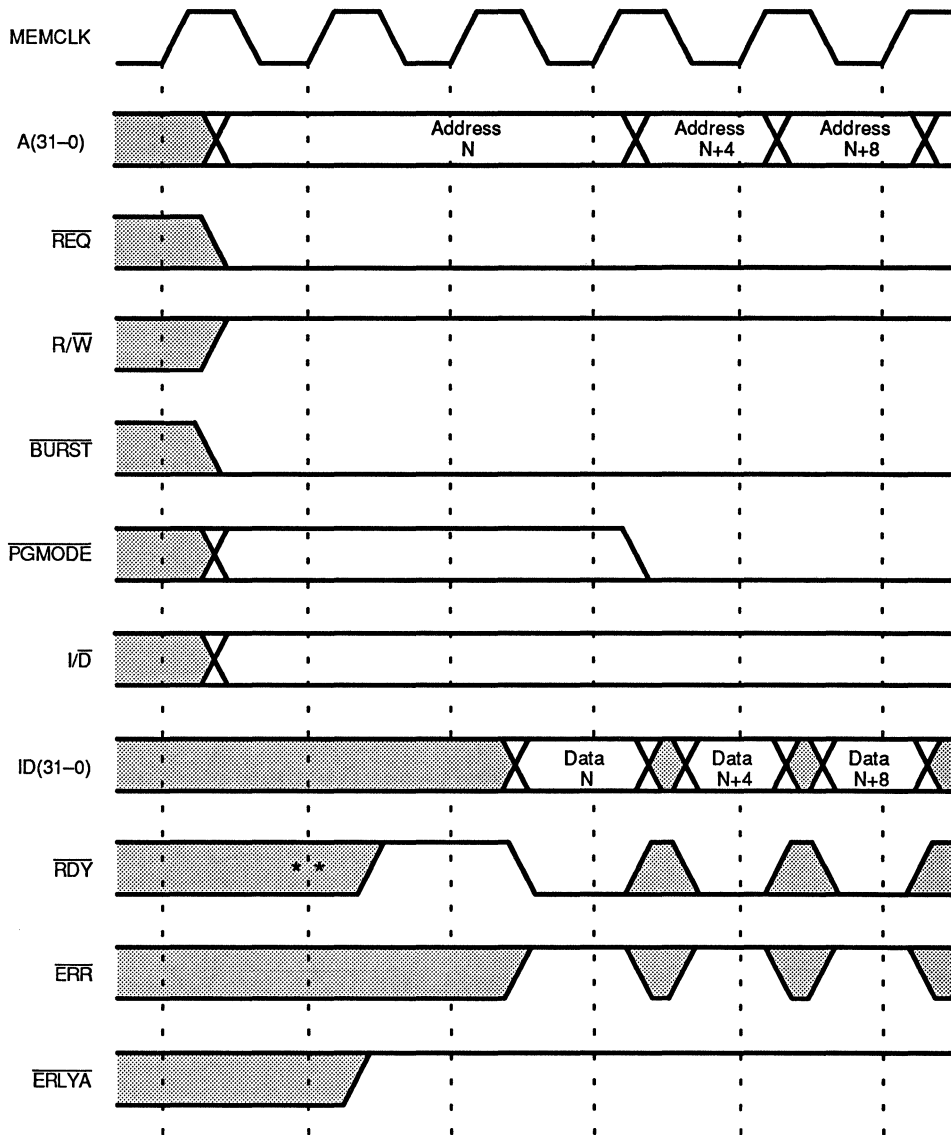 MEMCLK
A(31–0)
Address
N
Address
N+4
Address
N+8
REQ
R/W
BURST
PGMODE
I/D
ID(31–0)
Data
N
Data
N+4
Data
N+8
RDY
* *
ERR
ERLYA